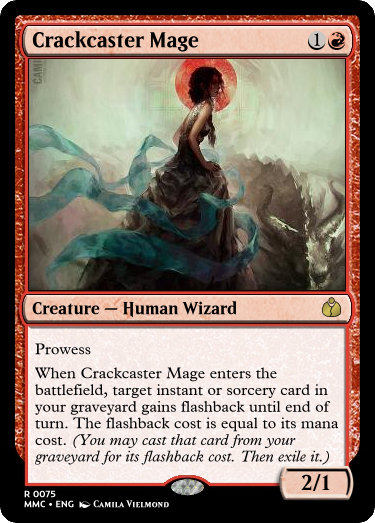 Crackcaster Mage 1
CAMI
Creature — Human Wizard
Prowess
When Crackcaster Mage enters the
battlefield, target instant or sorcery card in
your graveyard gains flashback until end of
turn. The flashback cost is equal to its mana
cost. (You may cast that card from your
graveyard for its flashback cost. Then exile it.)
2/1
R 0075
MMC • ENG Camila Vielmond